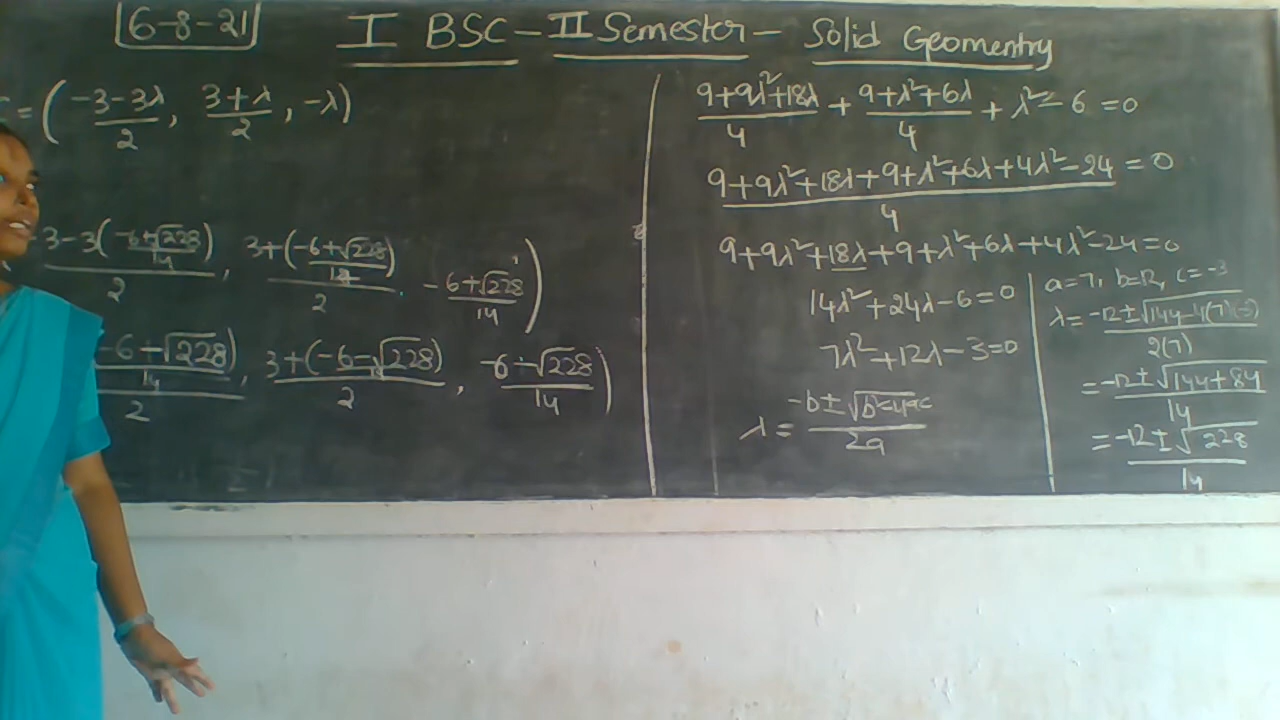 6-8-21
I BSC - II Semester - Solid Geomentry
= (-3-3λ/2, 3+λ/2, -λ)
3-3(-6+√228/14)/2, 3+(-6+√228/14)/2, -6+√228/14)
-6-√228)/14/2, 3+(-6-√228)/2, -6-√228/14)
9+9λ²+18λ/4 + 9+λ²+6λ/4 + λ² - 6 = 0
9+9λ²+18λ+9+λ²+6λ+4λ²-24/4 = 0
9+9λ²+18λ+9+λ²+6λ+4λ²-24=0
14λ²+24λ-6=0
7λ²+12λ-3=0
λ = -b±√b²-4ac/2a
a=7, b=12, c=-3
λ = -12±√144-4(7)(-3)/2(7)
= -12±√144+84/14
= -12±√228/14